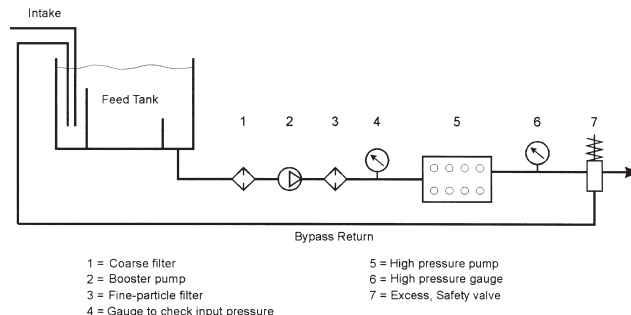 Intake
Feed Tank
1 2 3 4 5 6 7
Bypass Return
1 = Coarse filter
2 = Booster pump
3 = Fine-particle filter
4 = Gauge to check input pressure
5 = High pressure pump
6 = High pressure gauge
7 = Excess, Safety valve